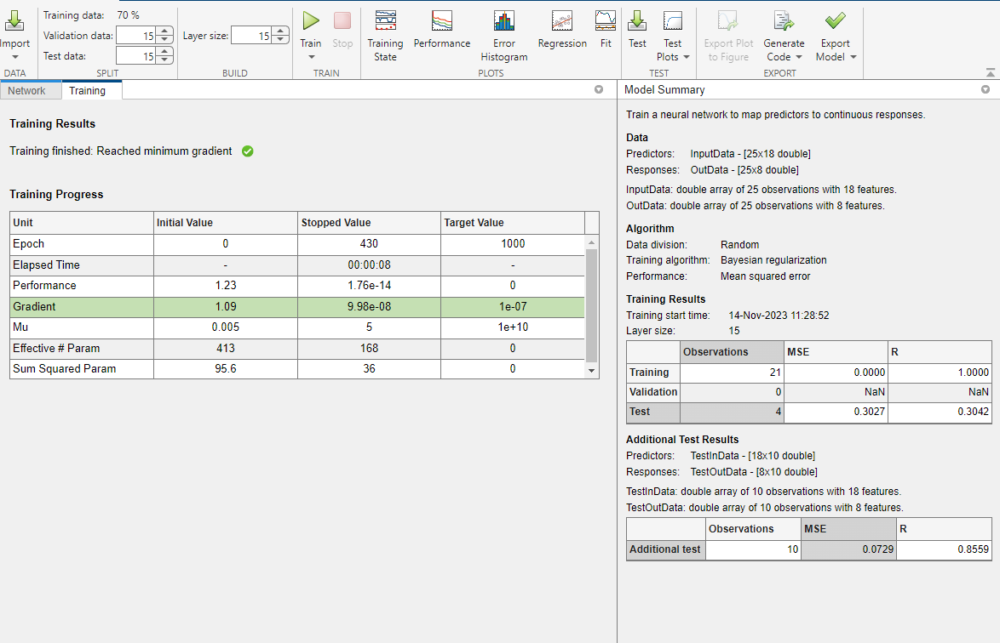 Import
DATA
Training data: 70 %
Validation data: 15
Test data: 15
SPLIT
Layer size: 15
BUILD
Train
Stop
TRAIN
Training State
Performance
Error Histogram
Regression
Fit
PLOTS
Test
Test Plots
TEST
Export Plot to Figure
Generate Code
Export Model
EXPORT
Network
Training
Training Results
Training finished: Reached minimum gradient
Training Progress
Unit Initial Value Stopped Value Target Value
Epoch 0 430 1000
Elapsed Time - 00:00:08 -
Performance 1.23 1.76e-14 0
Gradient 1.09 9.98e-08 1e-07
Mu 0.005 5 1e+10
Effective # Param 413 168 0
Sum Squared Param 95.6 36 0
Model Summary
Train a neural network to map predictors to continuous responses.
Data
Predictors: InputData - [25x18 double]
Responses: OutData - [25x8 double]
InputData: double array of 25 observations with 18 features.
OutData: double array of 25 observations with 8 features.
Algorithm
Data division: Random
Training algorithm: Bayesian regularization
Performance: Mean squared error
Training Results
Training start time: 14-Nov-2023 11:28:52
Layer size: 15
Observations MSE R
Training 21 0.0000 1.0000
Validation 0 NaN NaN
Test 4 0.3027 0.3042
Additional Test Results
Predictors: TestInData - [18x10 double]
Responses: TestOutData - [8x10 double]
TestInData: double array of 10 observations with 18 features.
TestOutData: double array of 10 observations with 8 features.
Observations MSE R
Additional test 10 0.0729 0.8559